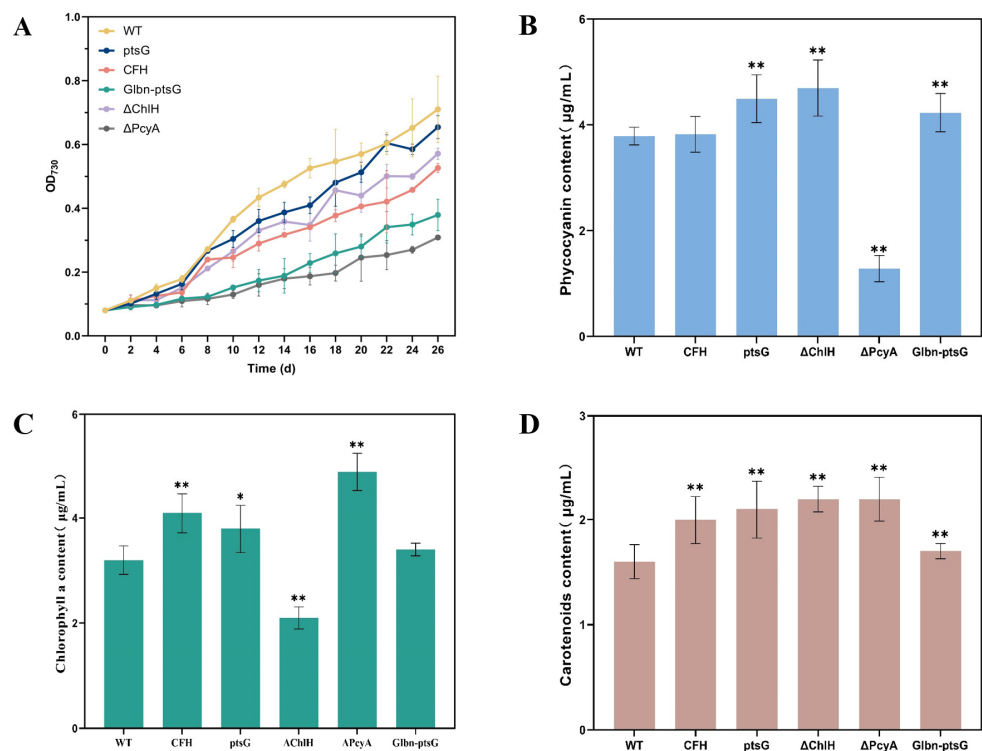 A
WT
ptsG
CFH
Glbn-ptsG
ΔChlH
ΔPcyA
1.0
0.8
0.6
0.4
0.2
0.0
OD730
0 2 4 6 8 10 12 14 16 18 20 22 24 26
Time (d)
B
Phycocyanin content( μg/mL)
6
4
2
0
** ** ** **
WT CFH ptsG ΔChlH ΔPcyA Glbn-ptsG
C
Chlorophyll a content( μg/mL)
6
4
2
0
** * ** **
WT CFH ptsG ΔChlH ΔPcyA Glbn-ptsG
D
Carotenoids content( μg/mL)
3
2
1
0
** ** ** ** **
WT CFH ptsG ΔChlH ΔPcyA Glbn-ptsG